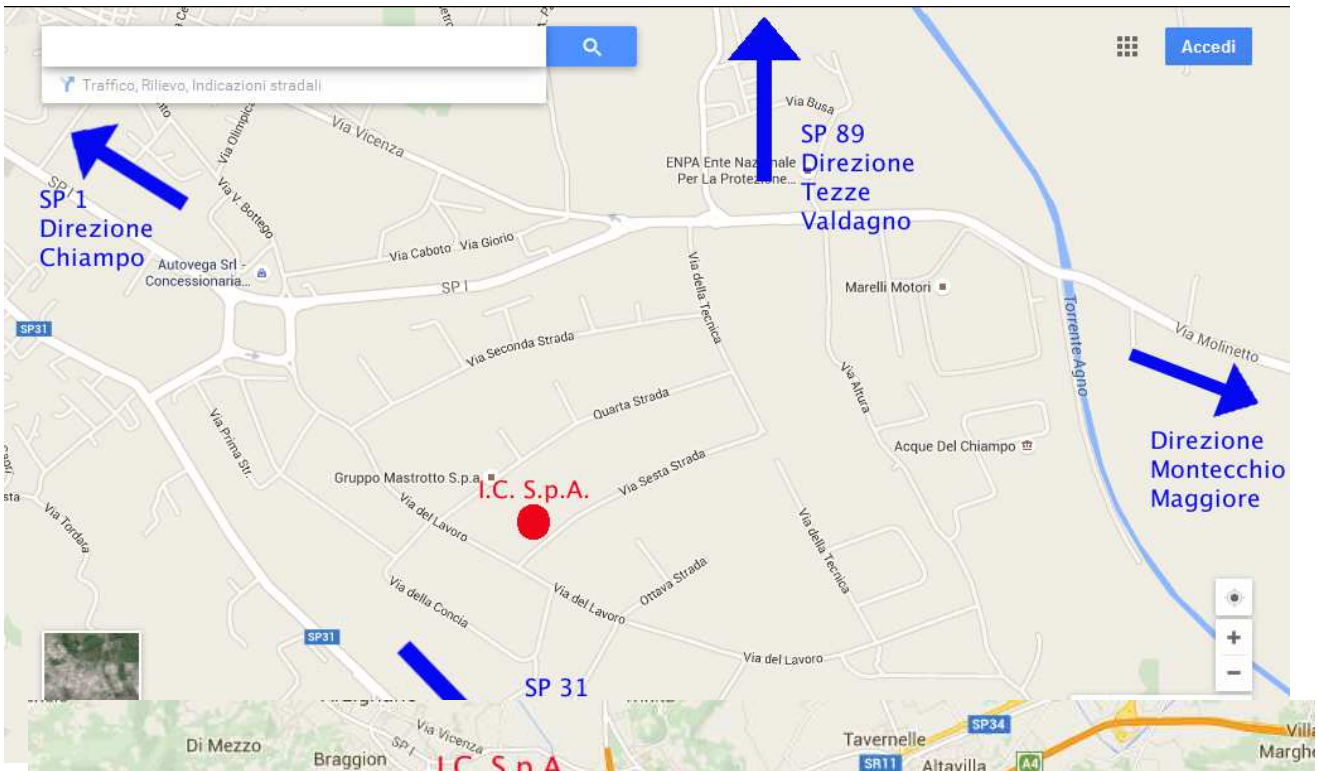 Accedi
Traffico, Rilievo, Indicazioni stradali
Via Olimpica
Via Vicenza
Via Busa
SP 89
Direzione
Tezze
Valdagno
ENPA Ente Nazionale
Per La Protezione...
SP I
SP 1
Direzione
Chiampo
Via V. Bottego
Via Caboto
Via Giorio
Autovega Srl -
Concessionaria...
SP I
Via della Tecnica
Marelli Motori
Torrente Agno
SP31
Via Molinetto
Via Seconda Strada
Via Altura
Quarta Strada
Via Prima Str.
Direzione
Montecchio
Maggiore
Acque Del Chiampo
Gruppo Mastrotto S.p.a.
I.C. S.p.A.
Via Sesta Strada
Via del Lavoro
Via Tordara
Via della Tecnica
Via della Concia
Via del Lavoro
Ottava Strada
SP31
Via del Lavoro
SP 31
Via Vicenza
SP I
Di Mezzo
Braggion
I.C. S.p.A.
SP34
Tavernelle
SR11
Altavilla
A4
Villa
Marghe